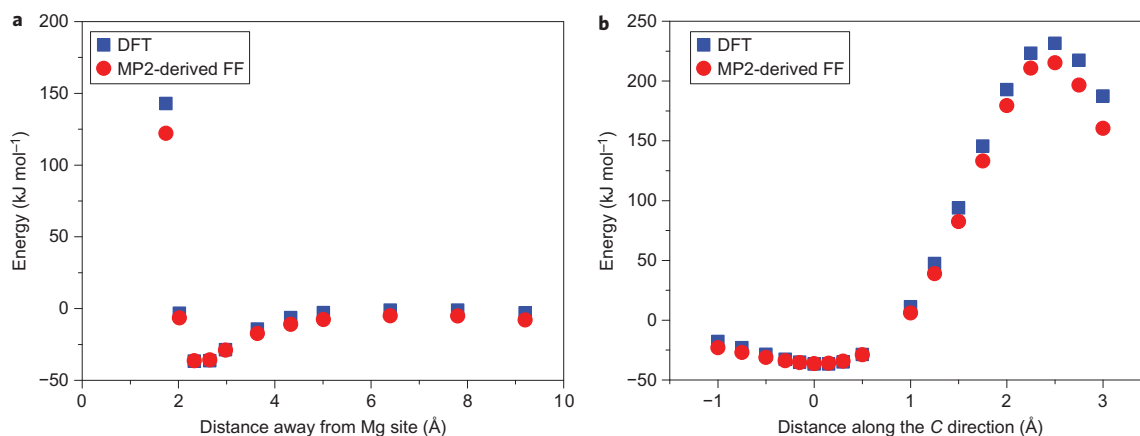 a
200
150
100
50
0
−50
Energy (kJ mol⁻¹)
DFT
MP2-derived FF
0
2
4
6
8
10
Distance away from Mg site (Å)
b
250
200
150
100
50
0
−50
Energy (kJ mol⁻¹)
DFT
MP2-derived FF
−1
0
1
2
3
Distance along the C direction (Å)